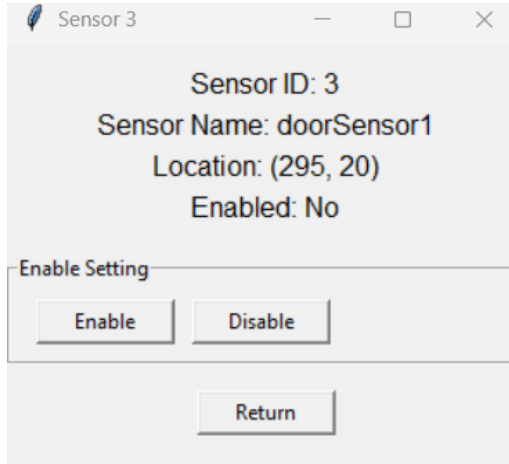 Sensor 3
Sensor ID: 3
Sensor Name: doorSensor1
Location: (295, 20)
Enabled: No
Enable Setting
Enable Disable
Return